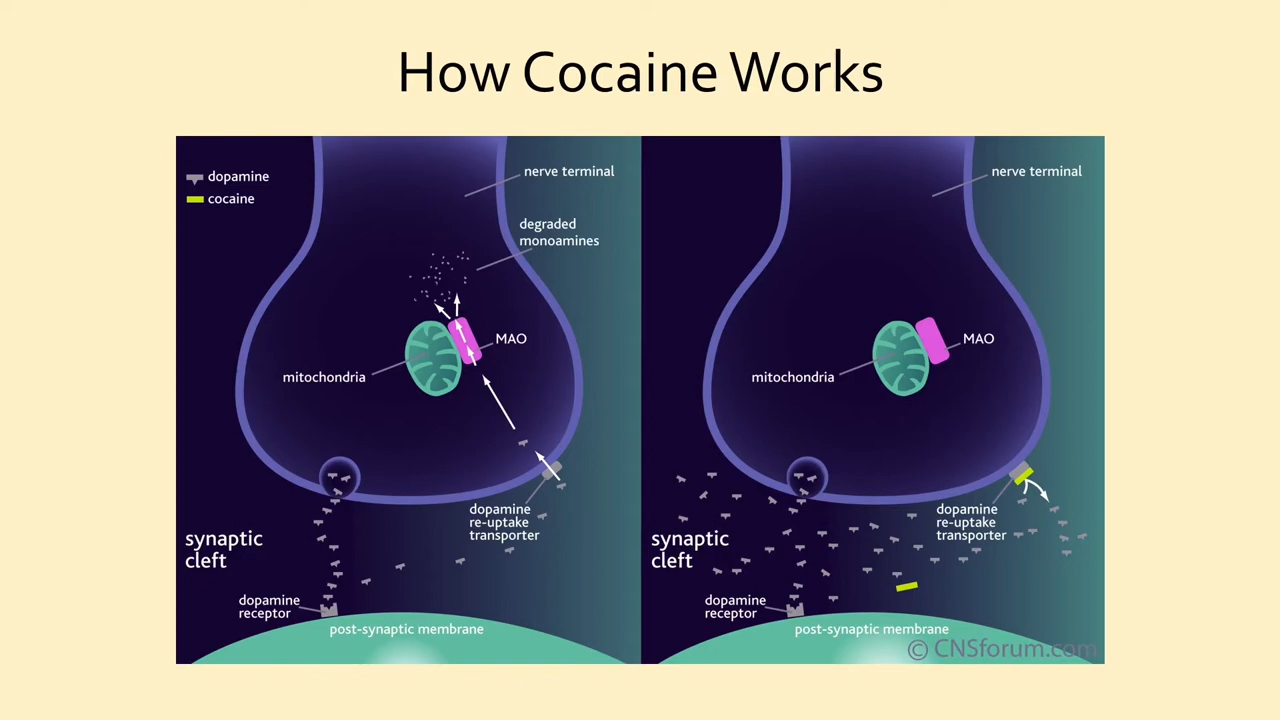 How Cocaine Works
dopamine
cocaine
nerve terminal
degraded
monoamines
MAO
mitochondria
dopamine
re-uptake
transporter
synaptic
cleft
dopamine
receptor
post-synaptic membrane
nerve terminal
MAO
mitochondria
dopamine
re-uptake
transporter
synaptic
cleft
dopamine
receptor
post-synaptic membrane
© CNSforum.com